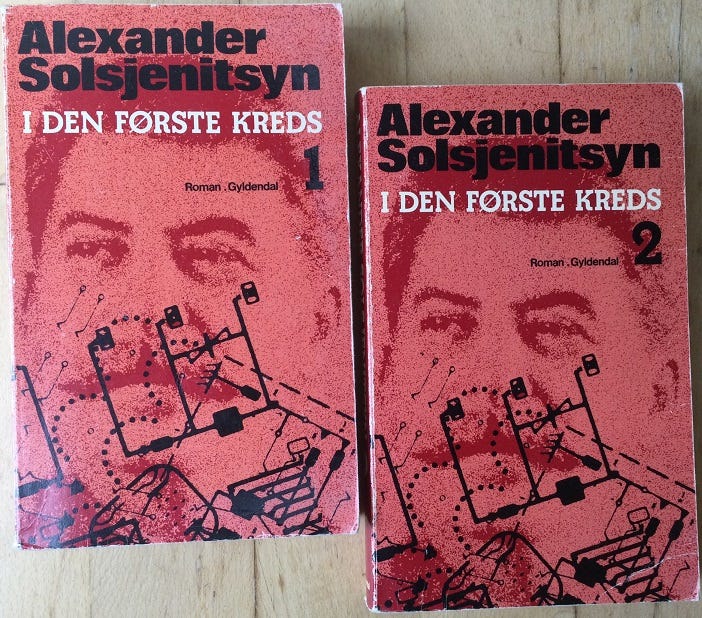 Alexander
Solsjenitsyn
I DEN FØRSTE KREDS
1
Roman . Gyldendal
Alexander
Solsjenitsyn
I DEN FØRSTE KREDS
2
Roman . Gyldendal